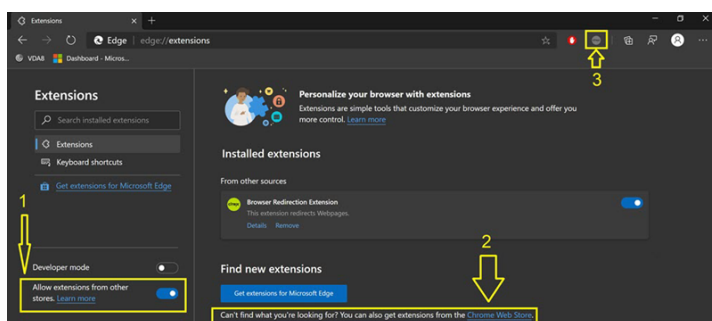 Extensions
Edge | edge://extensions
VDA8
Dashboard - Micros...
3
Extensions
Search installed extensions
Extensions
Keyboard shortcuts
Get extensions for Microsoft Edge
1
Developer mode
Allow extensions from other
stores. Learn more
Personalize your browser with extensions
Extensions are simple tools that customize your browser experience and offer you
more control. Learn more
Installed extensions
From other sources
citrix
Browser Redirection Extension
This extension redirects Webpages.
Details Remove
2
Find new extensions
Get extensions for Microsoft Edge
Can't find what you're looking for? You can also get extensions from the Chrome Web Store.